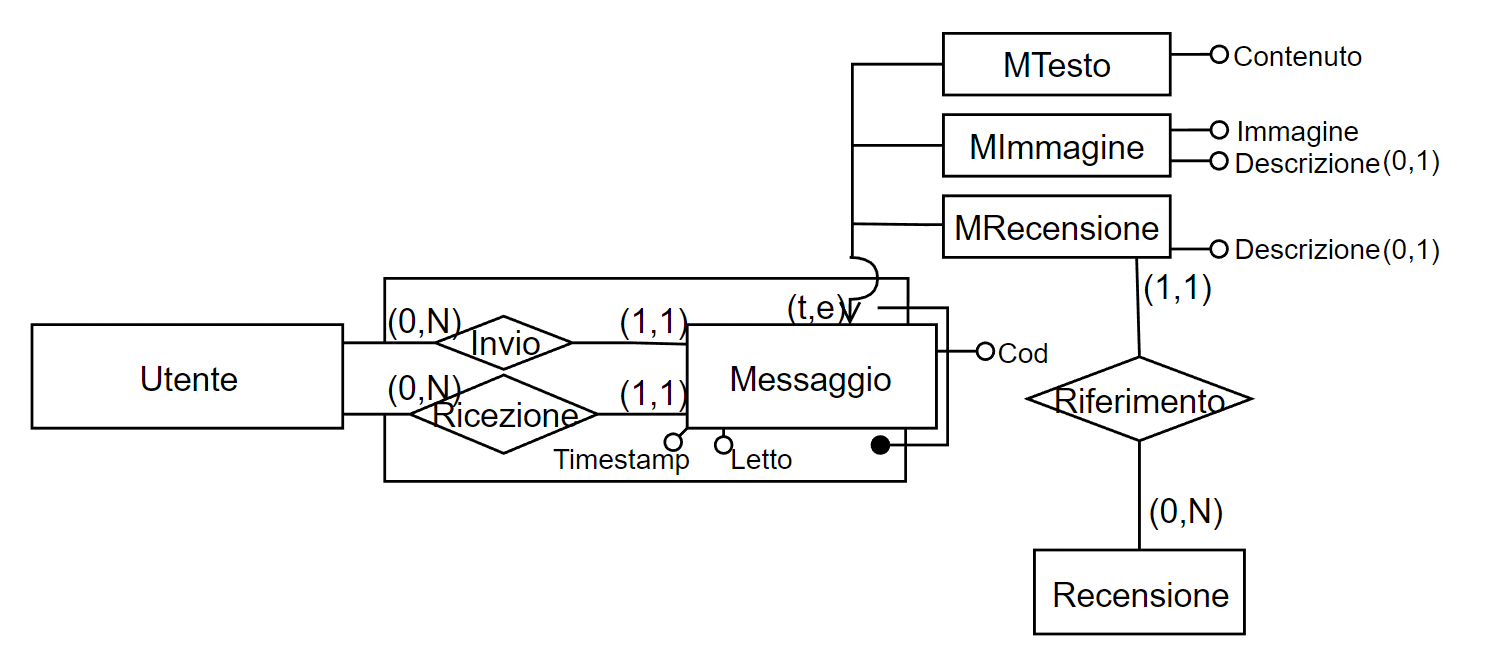 MTesto
Contenuto
MImmagine
Immagine
Descrizione(0,1)
MRecensione
Descrizione(0,1)
(1,1)
(t,e)
(0,N)
Invio
(1,1)
Utente
(0,N)
Ricezione
(1,1)
Messaggio
Cod
Timestamp
Letto
Riferimento
(0,N)
Recensione